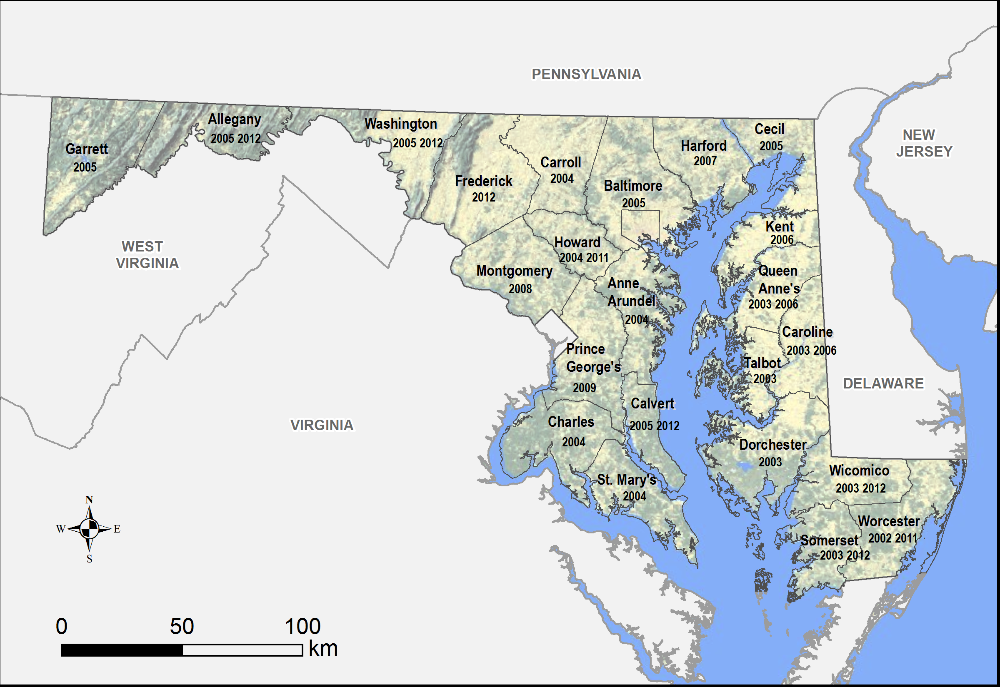 PENNSYLVANIA
NEW
JERSEY
WEST
VIRGINIA
VIRGINIA
DELAWARE
Garrett
2005
Allegany
2005 2012
Washington
2005 2012
Frederick
2012
Carroll
2004
Baltimore
2005
Harford
2007
Cecil
2005
Kent
2006
Howard
2004 2011
Montgomery
2008
Anne
Arundel
2004
Queen
Anne's
2003 2006
Caroline
2003 2006
Talbot
2003
Prince
George's
2009
Calvert
2005 2012
Charles
2004
St. Mary's
2004
Dorchester
2003
Wicomico
2003 2012
Worcester
2002 2011
Somerset
2003 2012
N
W E
S
0 50 100
km